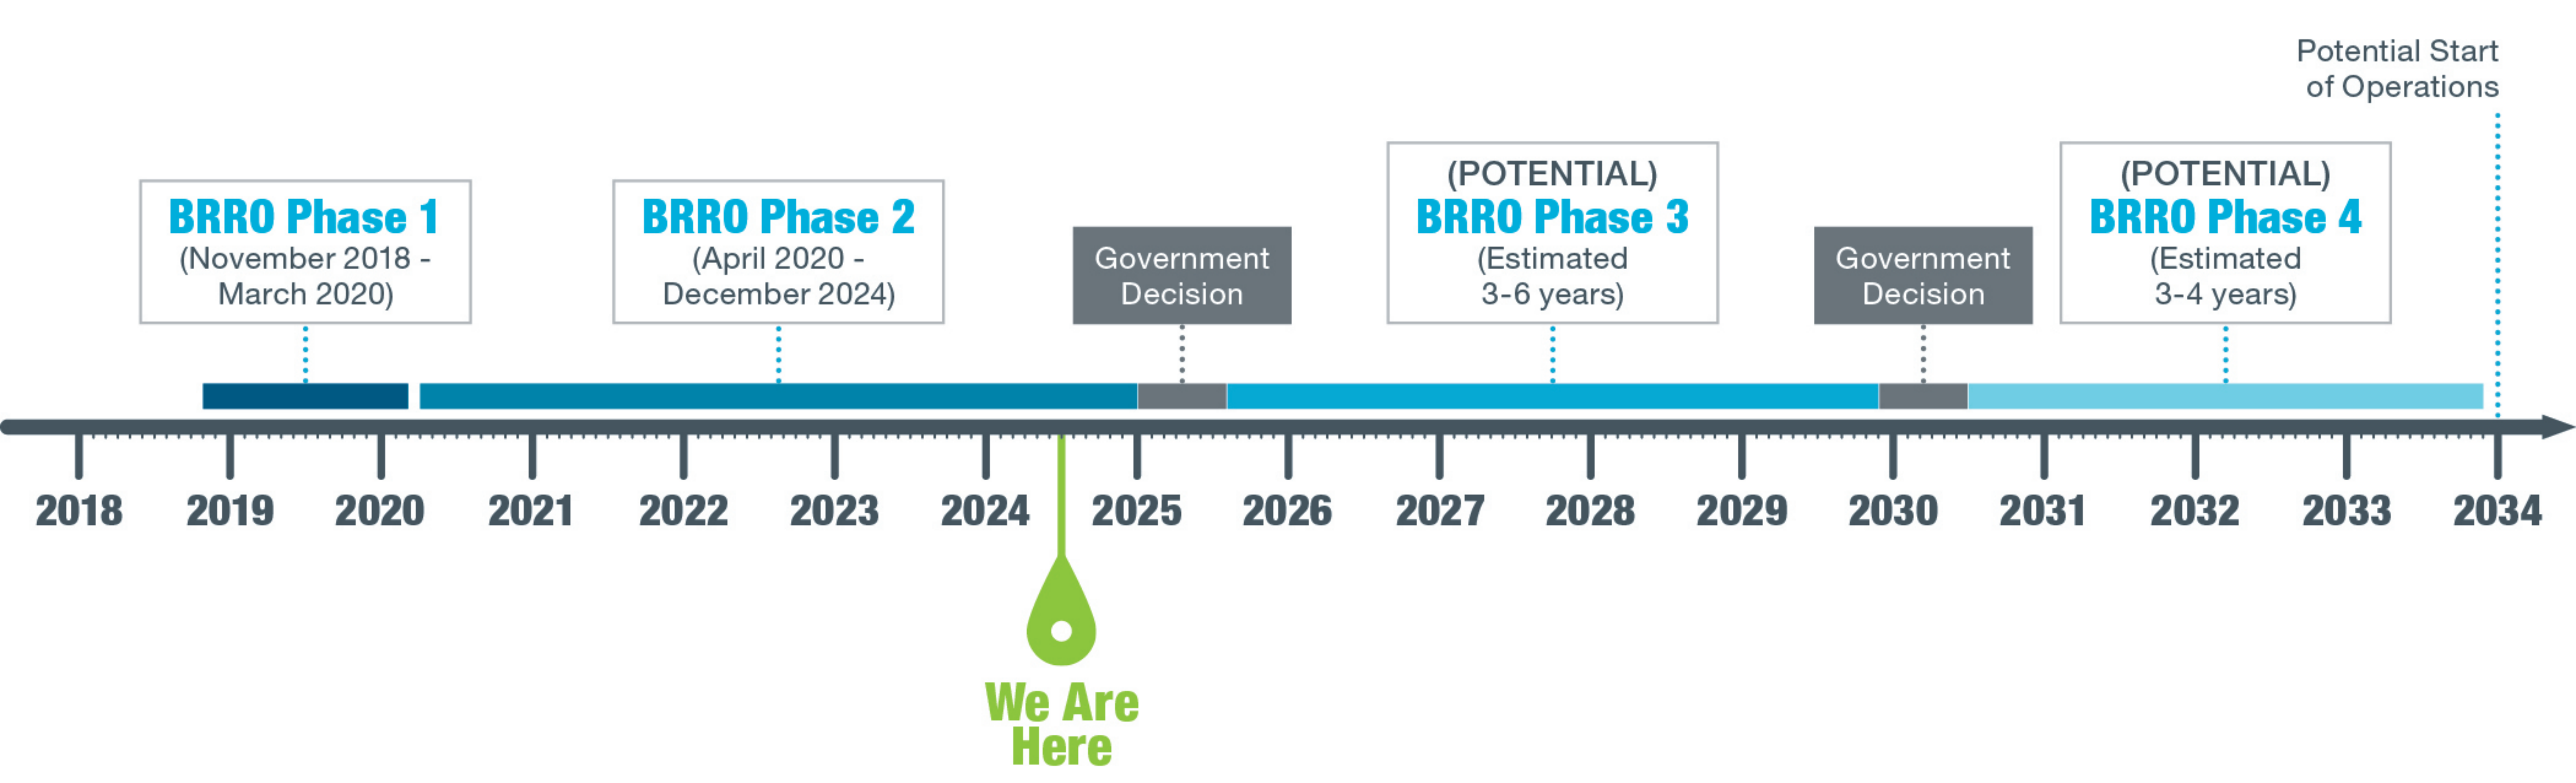 Potential Start
of Operations
BRRO Phase 1
(November 2018 -
March 2020)
BRRO Phase 2
(April 2020 -
December 2024)
Government
Decision
(POTENTIAL)
BRRO Phase 3
(Estimated
3-6 years)
Government
Decision
(POTENTIAL)
BRRO Phase 4
(Estimated
3-4 years)
2018 2019 2020 2021 2022 2023 2024 2025 2026 2027 2028 2029 2030 2031 2032 2033 2034
We Are
Here